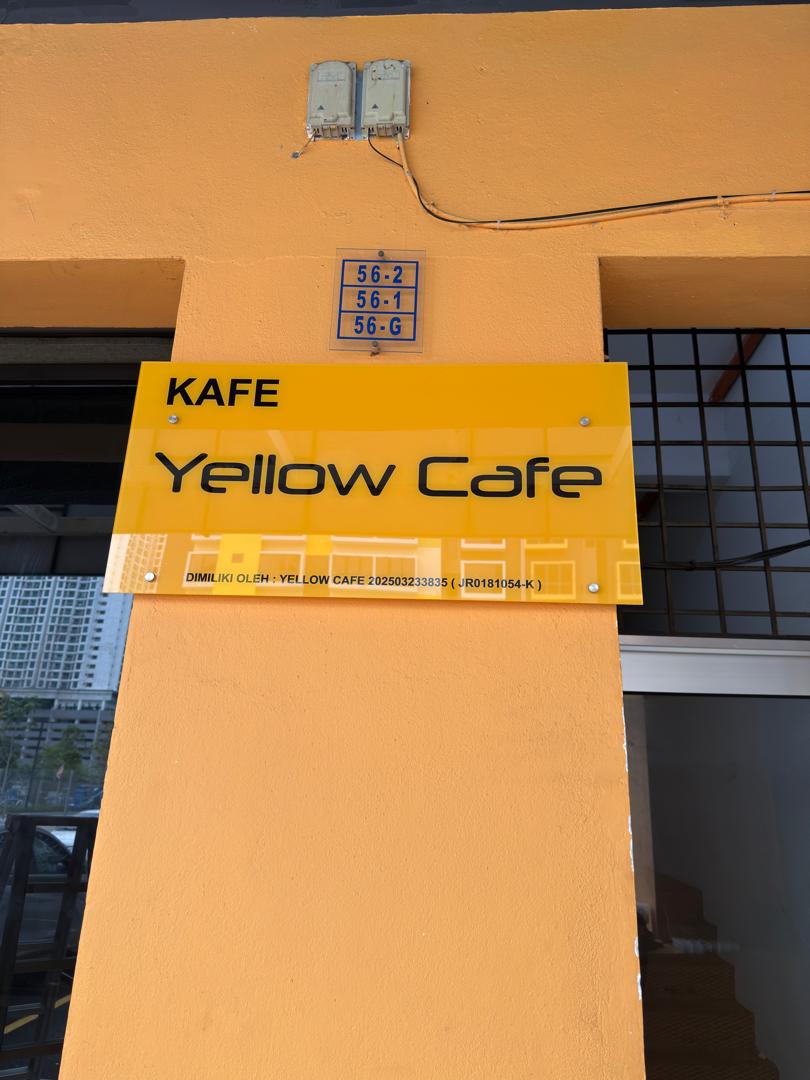 56-2
56-1
56-G
KAFE
Yellow Cafe
DIMILIKI OLEH : YELLOW CAFE 202503233835 ( JR0181054-K )